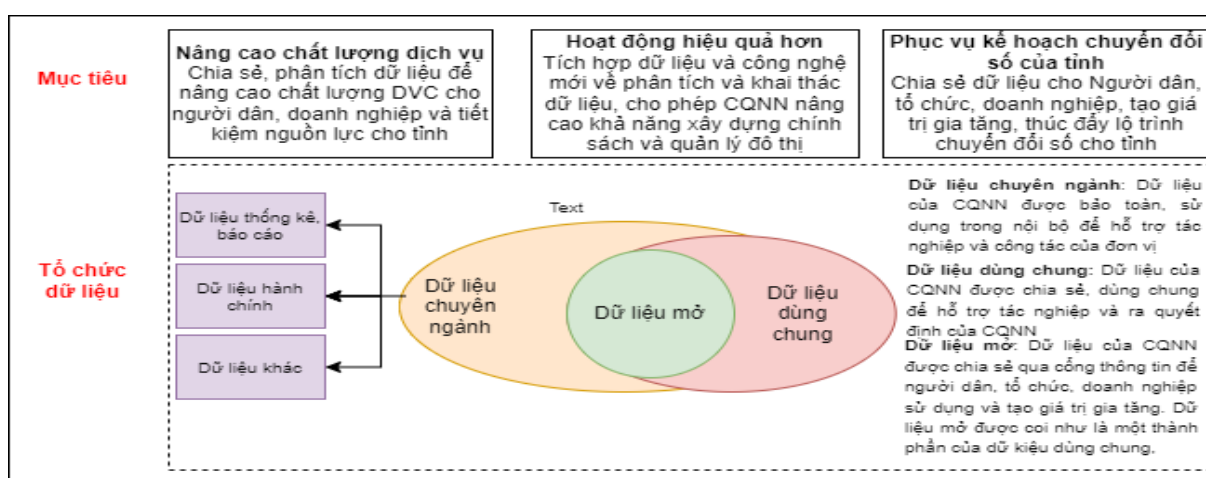 Mục tiêu
Nâng cao chất lượng dịch vụ
Chia sẻ, phân tích dữ liệu để
nâng cao chất lượng DVC cho
người dân, doanh nghiệp và tiết
kiệm nguồn lực cho tỉnh
Hoạt động hiệu quả hơn
Tích hợp dữ liệu và công nghệ
mới về phân tích và khai thác
dữ liệu, cho phép CQNN nâng
cao khả năng xây dựng chính
sách và quản lý đô thị
Phục vụ kế hoạch chuyển đổi
số của tỉnh
Chia sẻ dữ liệu cho Người dân,
tổ chức, doanh nghiệp, tạo giá
trị gia tăng, thúc đẩy lộ trình
chuyển đổi số cho tỉnh
Tổ chức
dữ liệu
Dữ liệu thống kê,
báo cáo
Dữ liệu hành
chính
Dữ liệu khác
Text
Dữ liệu
chuyên
ngành
Dữ liệu mở
Dữ liệu
dùng
chung
Dữ liệu chuyên ngành: Dữ liệu
của CQNN được bảo toàn, sử
dụng trong nội bộ để hỗ trợ tác
nghiệp và công tác của đơn vị
Dữ liệu dùng chung: Dữ liệu của
CQNN được chia sẻ, dùng chung
để hỗ trợ tác nghiệp và ra quyết
định của CQNN
Dữ liệu mở: Dữ liệu của CQNN
được chia sẻ qua cổng thông tin để
người dân, tổ chức, doanh nghiệp
sử dụng và tạo giá trị gia tăng. Dữ
liệu mở được coi như là một thành
phần của dữ kiệu dùng chung.